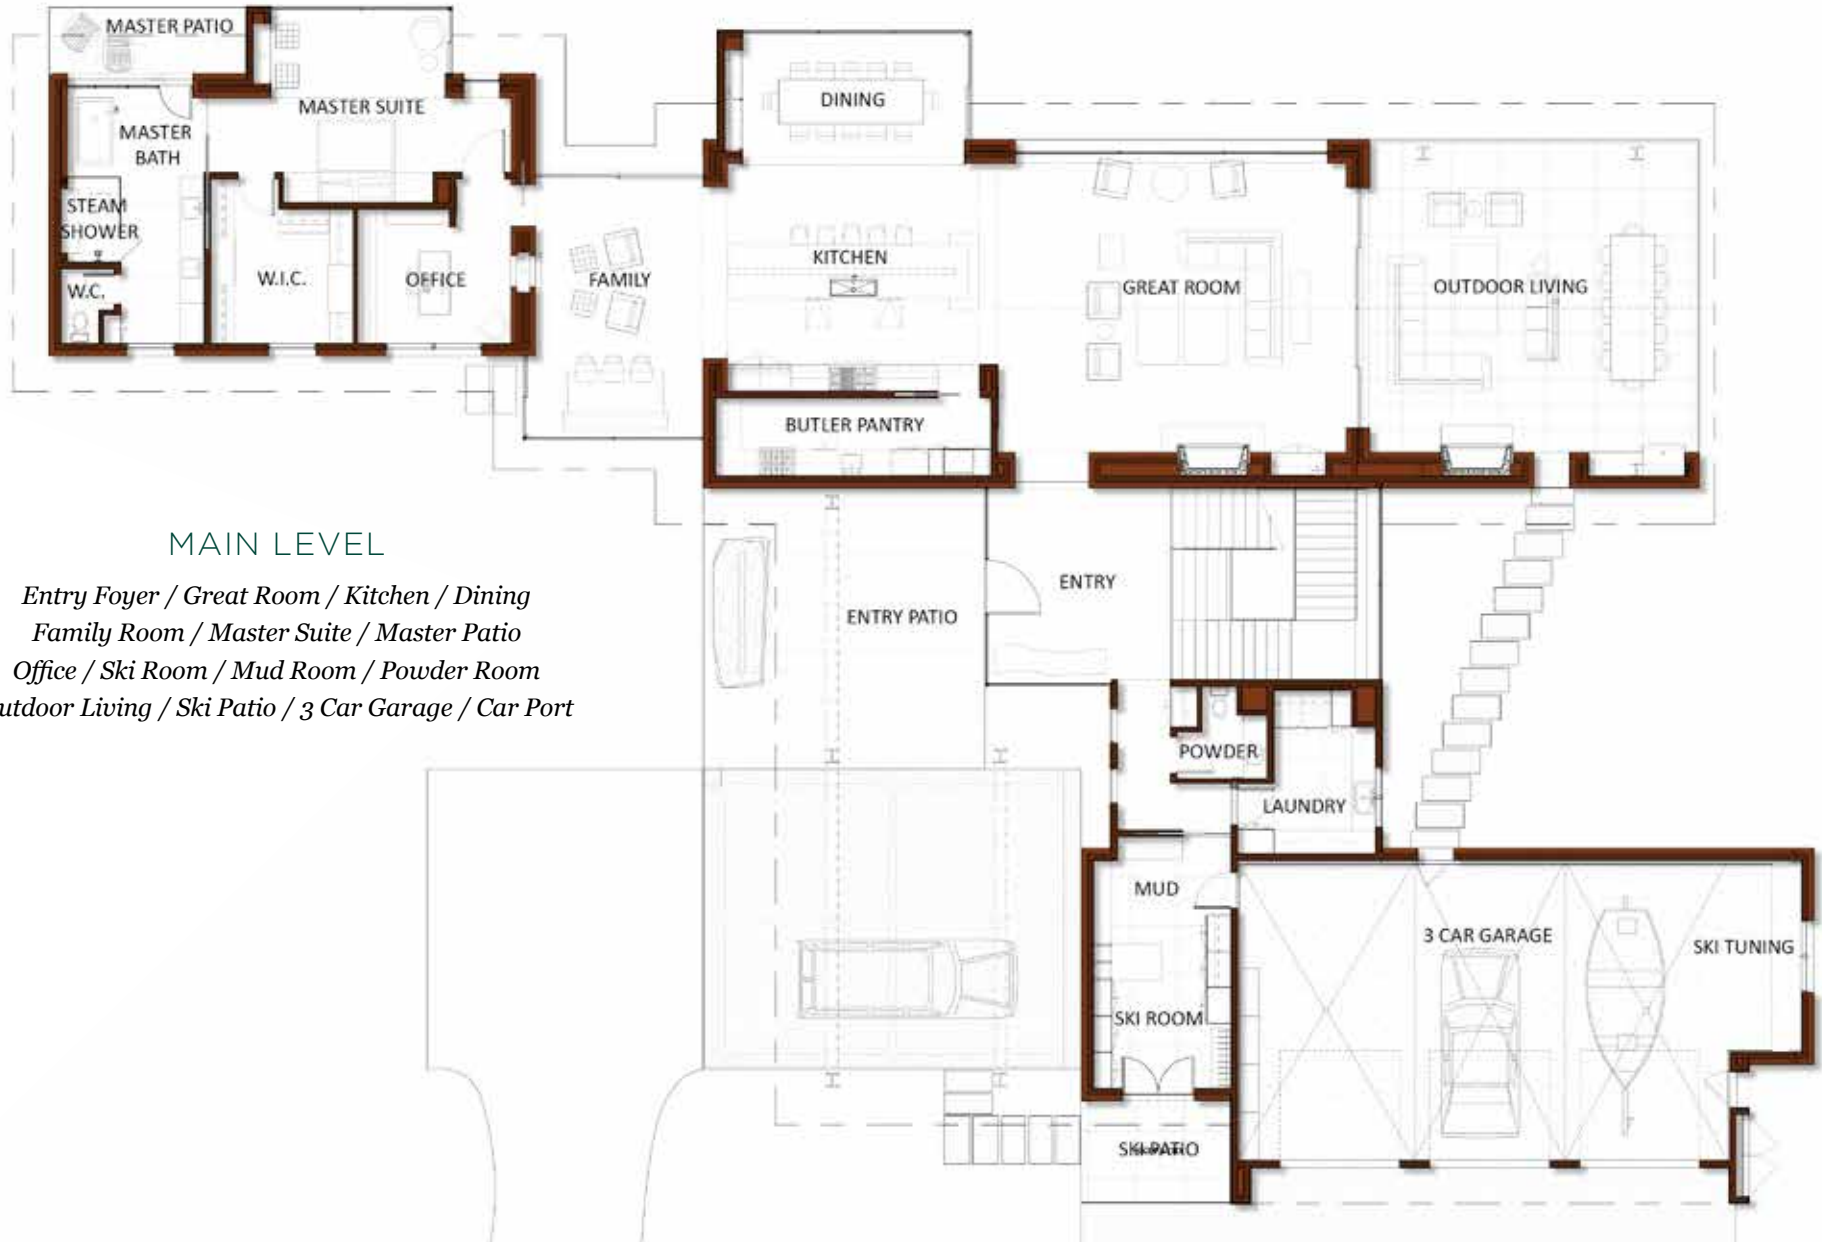 MASTER PATIO
MASTER SUITE
MASTER
BATH
STEAM
SHOWER
W.C.
W.I.C.
OFFICE
FAMILY
DINING
KITCHEN
BUTLER PANTRY
GREAT ROOM
OUTDOOR LIVING
MAIN LEVEL
Entry Foyer / Great Room / Kitchen / Dining
Family Room / Master Suite / Master Patio
Office / Ski Room / Mud Room / Powder Room
utdoor Living / Ski Patio / 3 Car Garage / Car Port
ENTRY PATIO
ENTRY
POWDER
LAUNDRY
MUD
SKI ROOM
SKI PATIO
3 CAR GARAGE
SKI TUNING